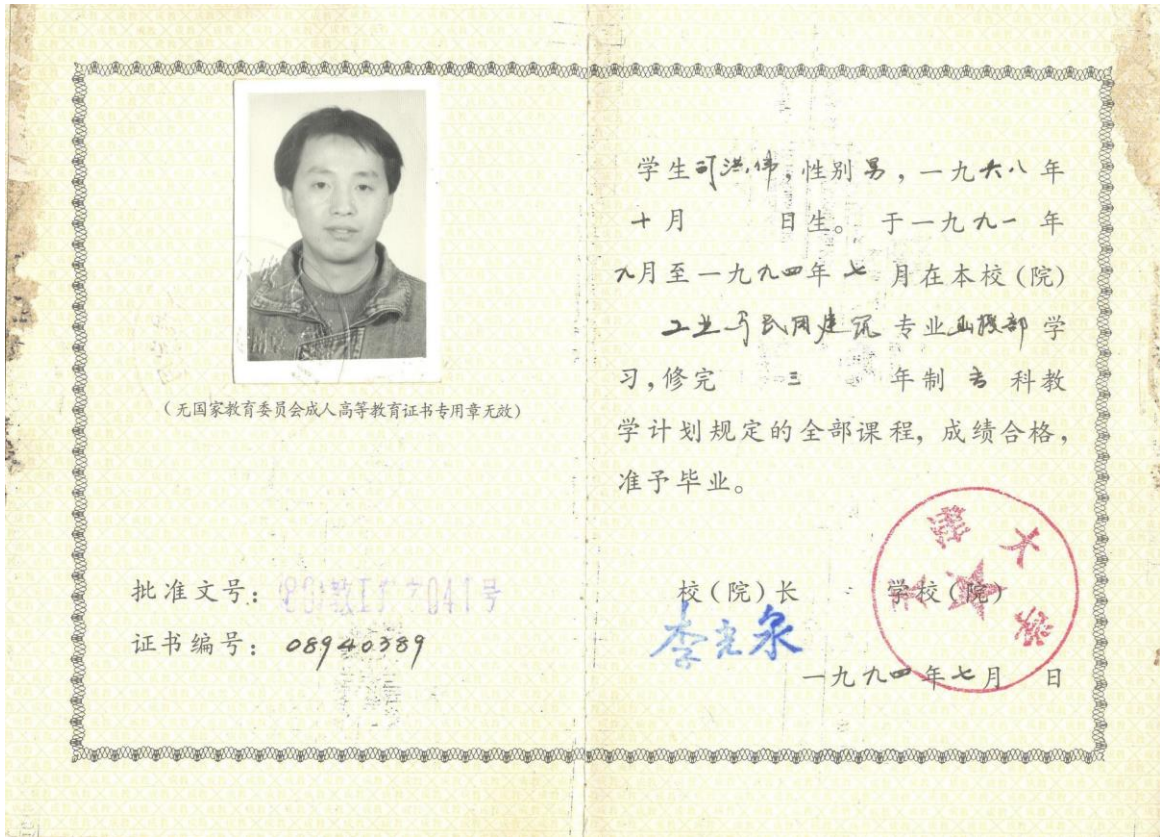 (无国家教育委员会成人高等教育证书专用章无效)
批准文号:
证书编号: 08940389
学生司洪伟,性别男,一九六八年
十月 日生。于一九九一年
九月至一九九四年七月在本校(院)
工业与民用建筑专业 学
习,修完 三 年制专科教
学计划规定的全部课程, 成绩合格,
准予毕业。
校(院)长 学校(院)
一九九四年七月 日